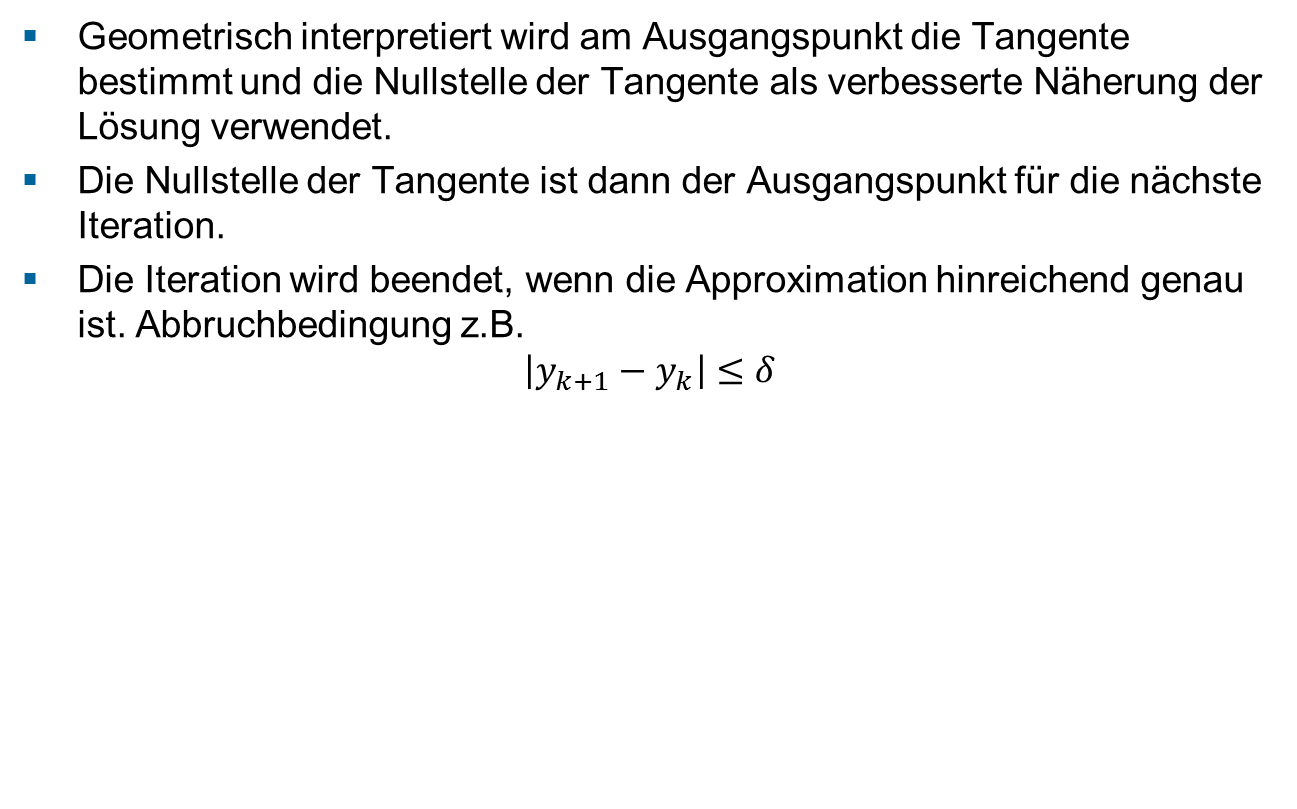 ▪ Geometrisch interpretiert wird am Ausgangspunkt die Tangente
bestimmt und die Nullstelle der Tangente als verbesserte Näherung der
Lösung verwendet.
▪ Die Nullstelle der Tangente ist dann der Ausgangspunkt für die nächste
Iteration.
▪ Die Iteration wird beendet, wenn die Approximation hinreichend genau
ist. Abbruchbedingung z.B.
|y_{k+1} − y_k| ≤ δ